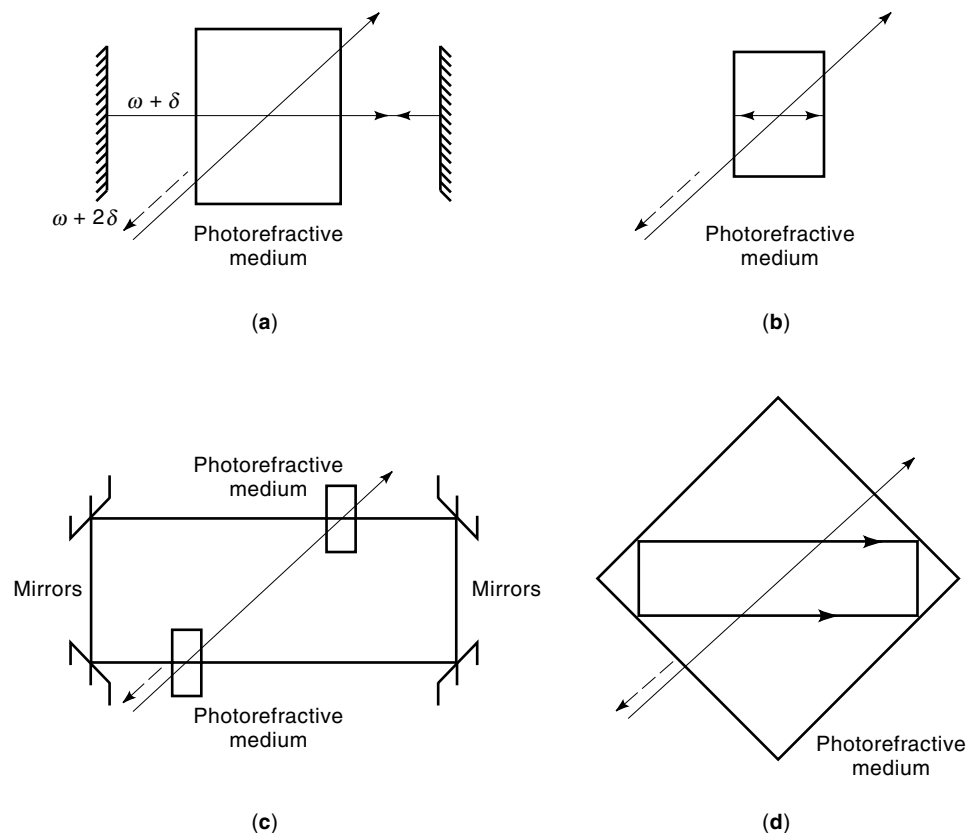 ω + δ
ω + 2δ
Photorefractive
medium
(a)
Photorefractive
medium
(b)
Photorefractive
medium
Mirrors
Mirrors
Photorefractive
medium
(c)
Photorefractive
medium
(d)